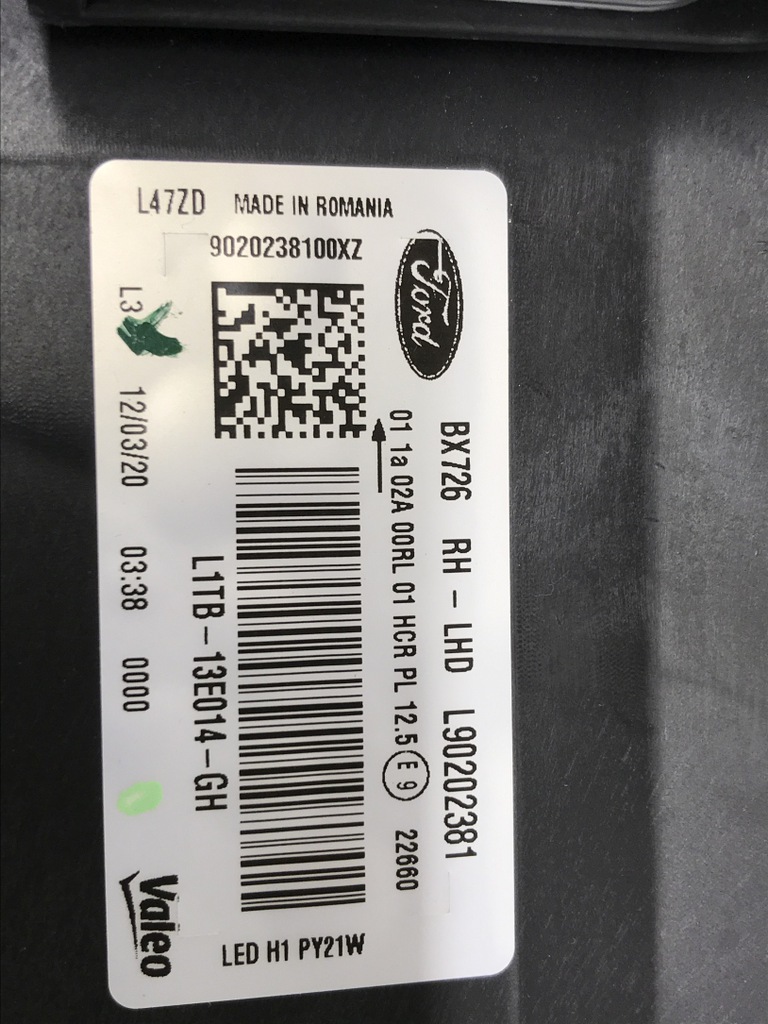 L47ZD MADE IN ROMANIA
9020238100XZ
Ford
BX726 RH - LHD L90202381
01 1a 02A 00RL 01 HCR PL 12.5 E 9 22660
L1TB-13E014-GH
L3 12/03/20 03:38 0000
Valeo
LED H1 PY21W